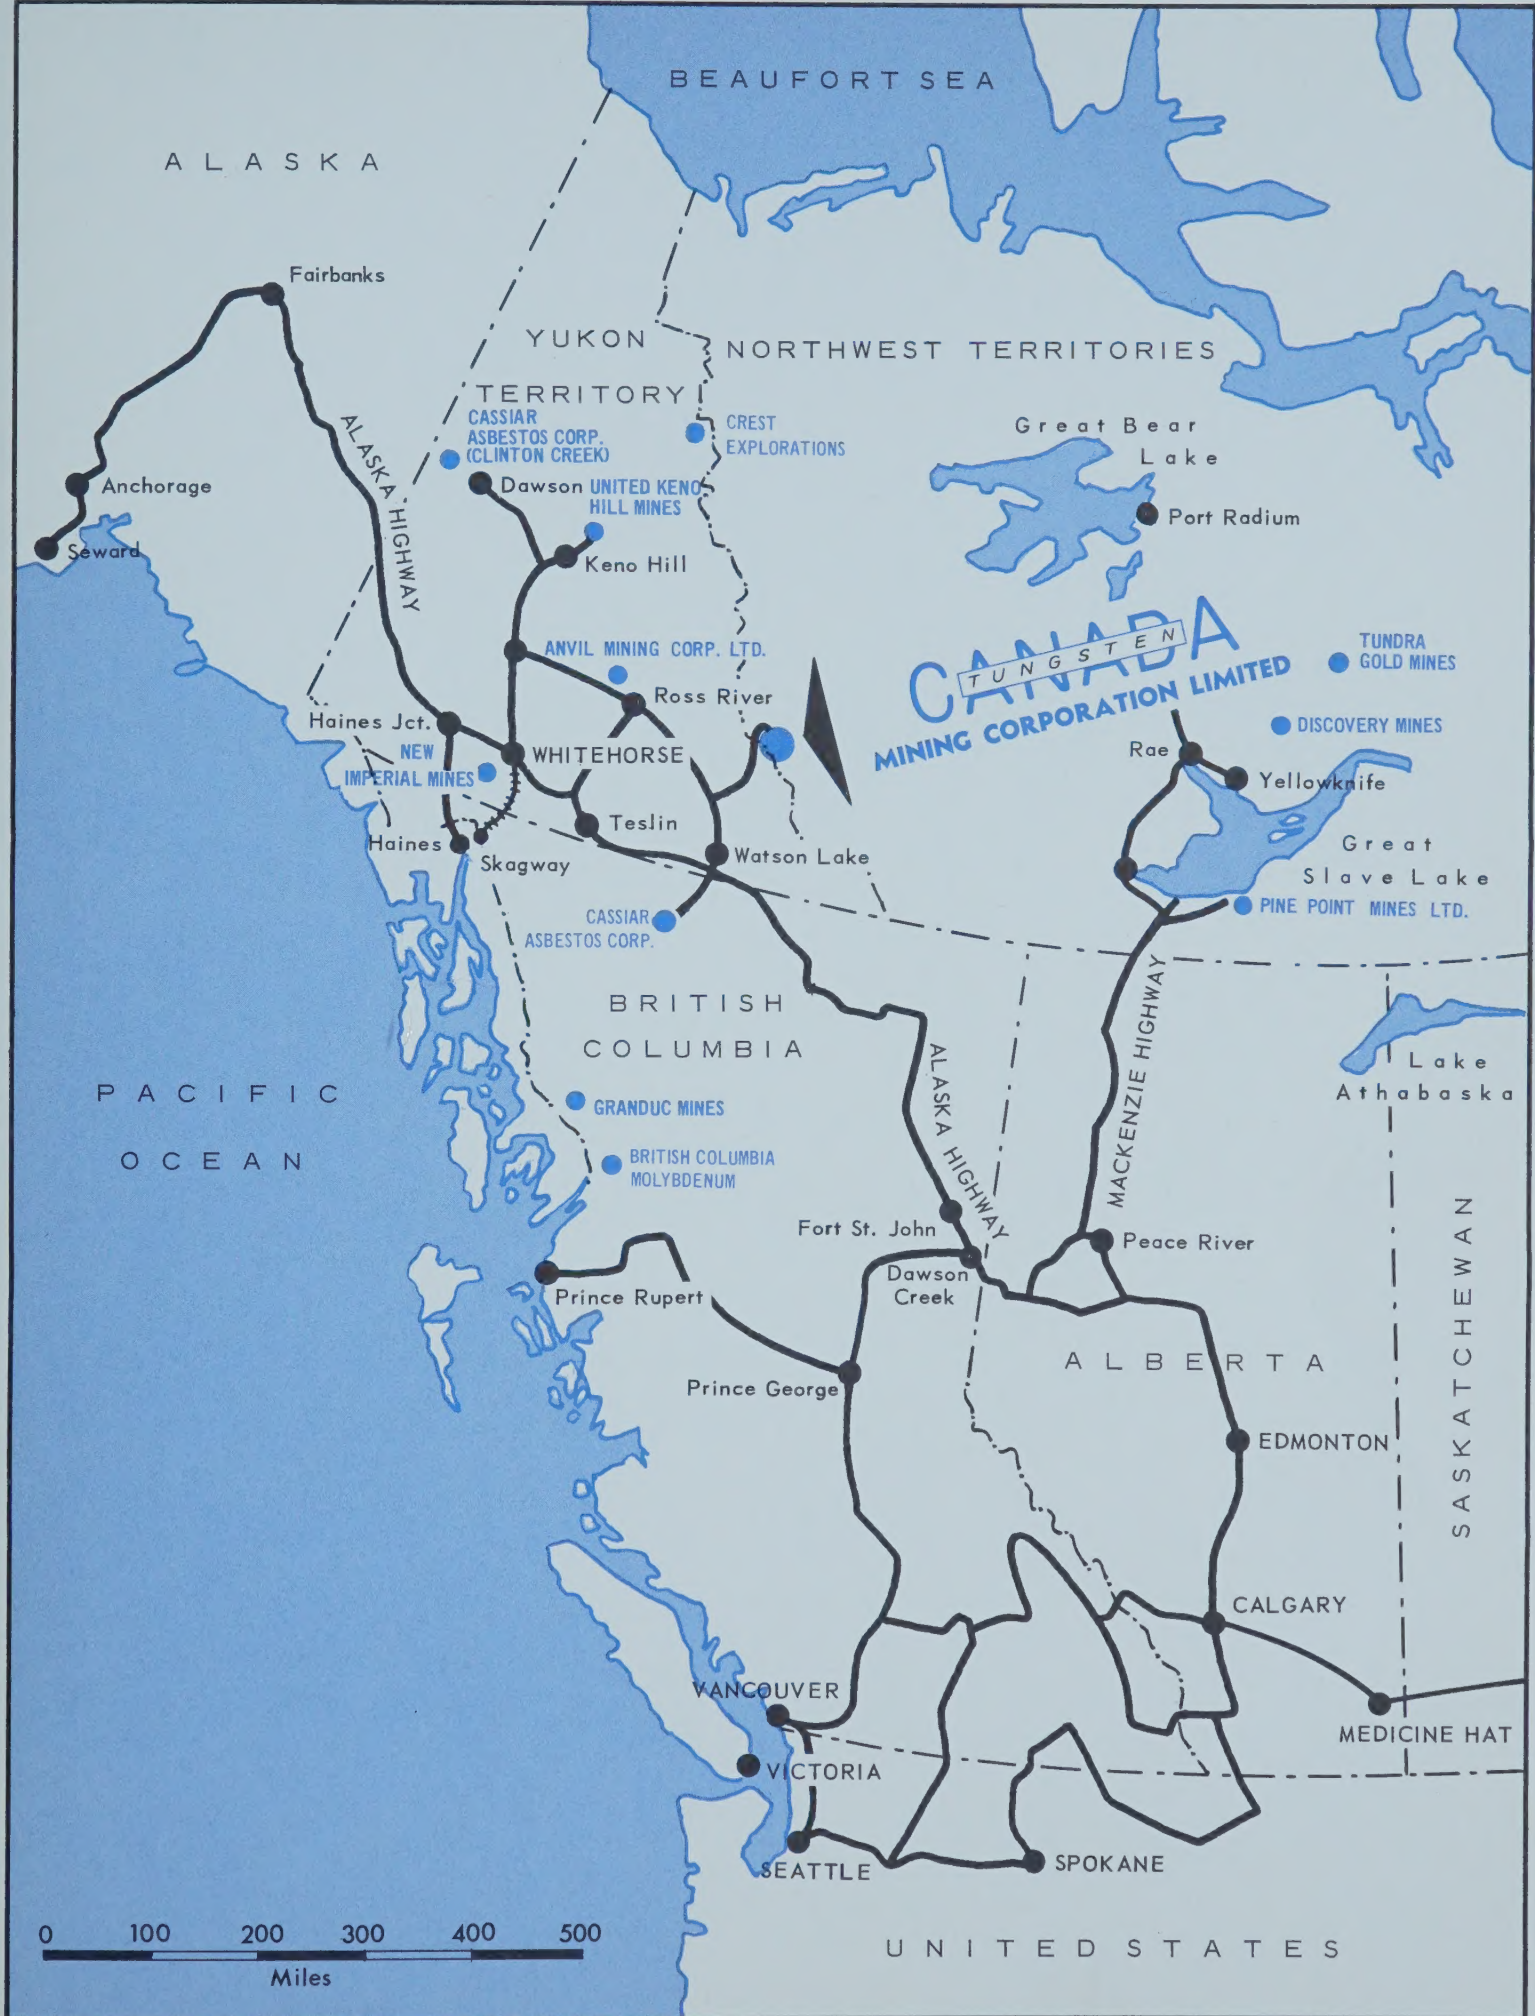 BEAUFORT SEA
ALASKA
Fairbanks
YUKON
TERRITORY
NORTHWEST TERRITORIES
CASSIAR
ASBESTOS CORP.
(CLINTON CREEK)
CREST
EXPLORATIONS
Great Bear
Lake
ALASKA HIGHWAY
Anchorage
Dawson
UNITED KENO
HILL MINES
Port Radium
Seward
Keno Hill
CANADA
TUNGSTEN
MINING CORPORATION LIMITED
ANVIL MINING CORP. LTD.
TUNDRA
GOLD MINES
Ross River
Haines Jct.
DISCOVERY MINES
NEW
IMPERIAL MINES
WHITEHORSE
Rae
Yellowknife
Teslin
Haines
Skagway
Watson Lake
Great
Slave Lake
CASSIAR
ASBESTOS CORP.
PINE POINT MINES LTD.
BRITISH
COLUMBIA
MACKENZIE HIGHWAY
ALASKA HIGHWAY
Lake
Athabaska
PACIFIC
OCEAN
GRANDUC MINES
BRITISH COLUMBIA
MOLYBDENUM
Fort St. John
Peace River
Dawson
Creek
Prince Rupert
SASKATCHEWAN
ALBERTA
Prince George
EDMONTON
CALGARY
VANCOUVER
MEDICINE HAT
VICTORIA
SEATTLE
SPOKANE
0 100 200 300 400 500
Miles
UNITED STATES